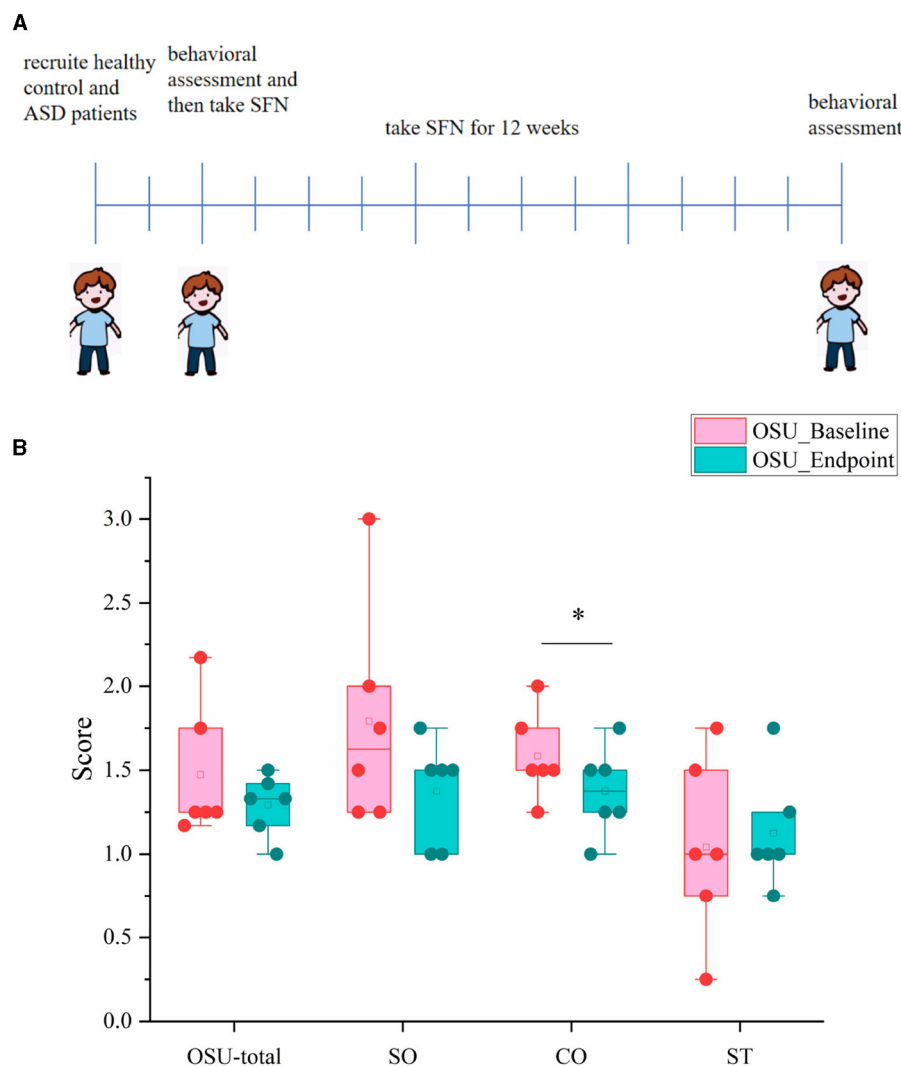 A
recruite healthy
control and
ASD patients
behavioral
assessment and
then take SFN
take SFN for 12 weeks
behavioral
assessment
B
OSU_Baseline
OSU_Endpoint
3.0
2.5
2.0
1.5
1.0
0.5
0.0
Score
*
OSU-total
SO
CO
ST